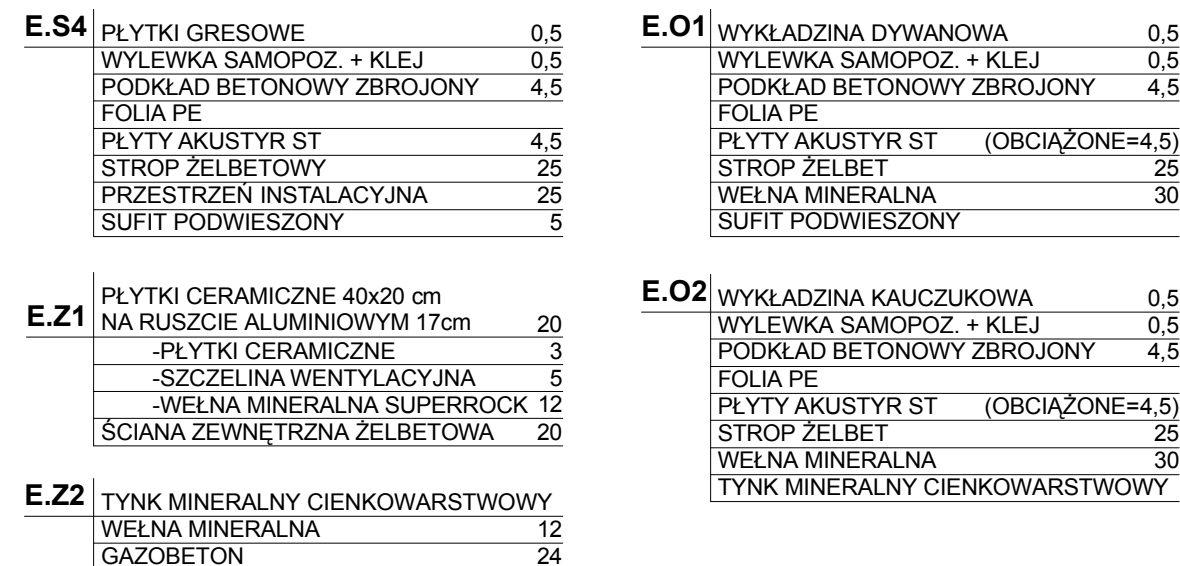 E.S4 PŁYTKI GRESOWE 0,5
WYLEWKA SAMOPOZ. + KLEJ 0,5
PODKŁAD BETONOWY ZBROJONY 4,5
FOLIA PE
PŁYTY AKUSTYR ST 4,5
STROP ŻELBETOWY 25
PRZESTRZEŃ INSTALACYJNA 25
SUFIT PODWIESZONY 5
E.Z1 PŁYTKI CERAMICZNE 40x20 cm
NA RUSZCIE ALUMINIOWYM 17cm 20
-PŁYTKI CERAMICZNE 3
-SZCZELINA WENTYLACYJNA 5
-WEŁNA MINERALNA SUPERROCK 12
ŚCIANA ZEWNĘTRZNA ŻELBETOWA 20
E.Z2 TYNK MINERALNY CIENKOWARSTWOWY
WEŁNA MINERALNA 12
GAZOBETON 24
E.O1 WYKŁADZINA DYWANOWA 0,5
WYLEWKA SAMOPOZ. + KLEJ 0,5
PODKŁAD BETONOWY ZBROJONY 4,5
FOLIA PE
PŁYTY AKUSTYR ST (OBCIĄŻONE=4,5)
STROP ŻELBET 25
WEŁNA MINERALNA 30
SUFIT PODWIESZONY
E.O2 WYKŁADZINA KAUCZUKOWA 0,5
WYLEWKA SAMOPOZ. + KLEJ 0,5
PODKŁAD BETONOWY ZBROJONY 4,5
FOLIA PE
PŁYTY AKUSTYR ST (OBCIĄŻONE=4,5)
STROP ŻELBET 25
WEŁNA MINERALNA 30
TYNK MINERALNY CIENKOWARSTWOWY